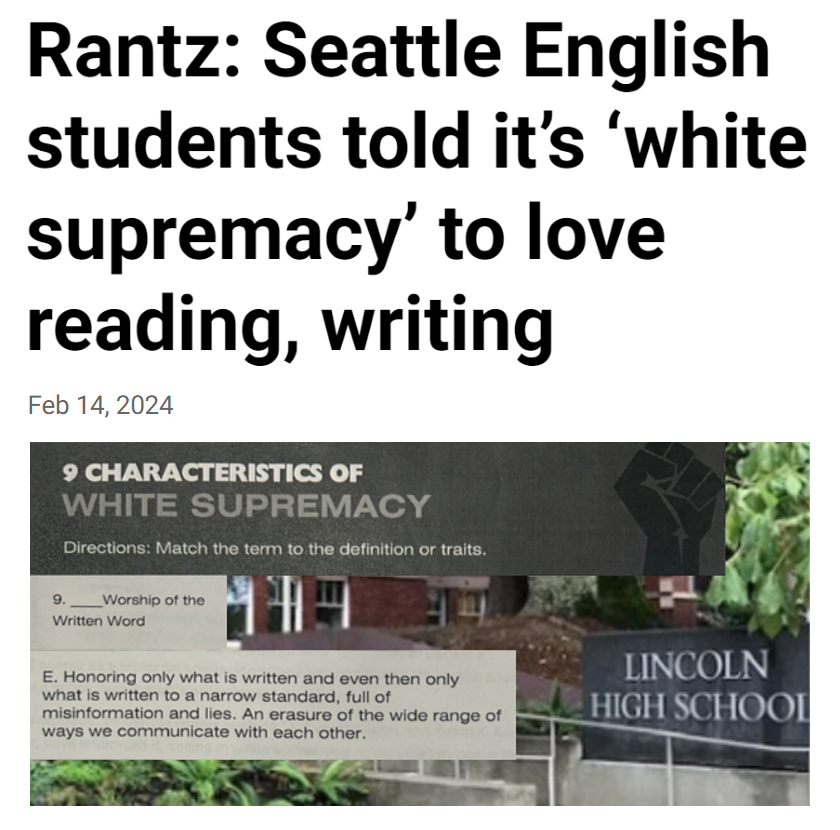 Rantz: Seattle English
students told it’s ‘white
supremacy’ to love
reading, writing
Feb 14, 2024
9 CHARACTERISTICS OF
WHITE SUPREMACY
Directions: Match the term to the definition or traits.
9. ___Worship of the
Written Word
E. Honoring only what is written and even then only
what is written to a narrow standard, full of
misinformation and lies. An erasure of the wide range of
ways we communicate with each other.
LINCOLN
HIGH SCHOOL